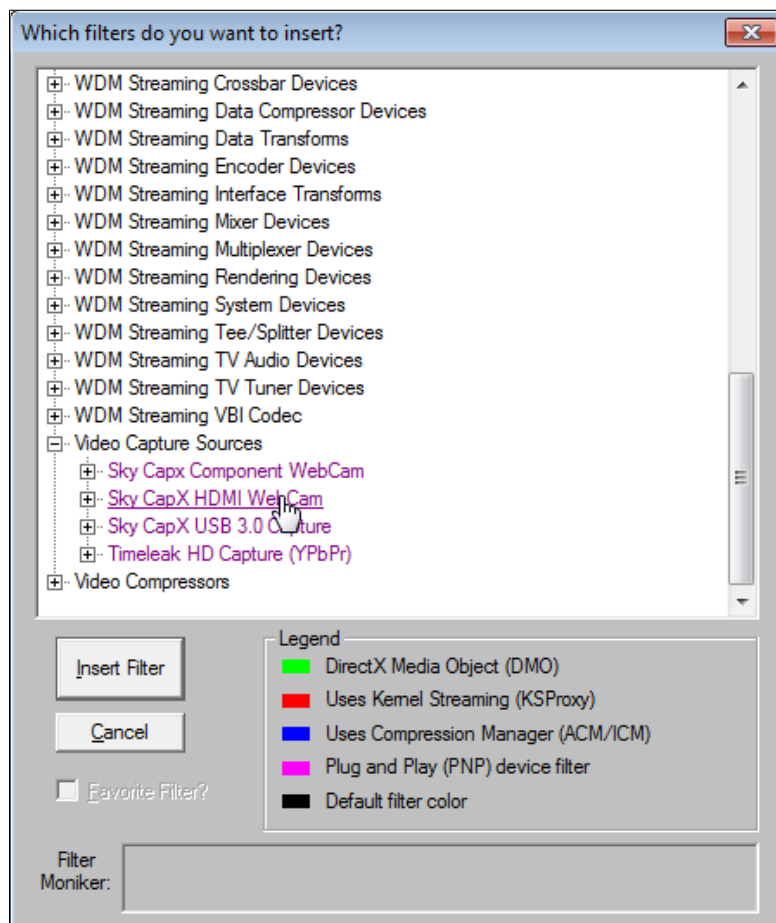 Which filters do you want to insert?
WDM Streaming Crossbar Devices
WDM Streaming Data Compressor Devices
WDM Streaming Data Transforms
WDM Streaming Encoder Devices
WDM Streaming Interface Transforms
WDM Streaming Mixer Devices
WDM Streaming Multiplexer Devices
WDM Streaming Rendering Devices
WDM Streaming System Devices
WDM Streaming Tee/Splitter Devices
WDM Streaming TV Audio Devices
WDM Streaming TV Tuner Devices
WDM Streaming VBI Codec
Video Capture Sources
Sky Capx Component WebCam
Sky CapX HDMI WebCam
Sky CapX USB 3.0 Capture
Timeleak HD Capture (YPbPr)
Video Compressors
Insert Filter
Cancel
Favorite Filter?
Legend
DirectX Media Object (DMO)
Uses Kernel Streaming (KSProxy)
Uses Compression Manager (ACM/ICM)
Plug and Play (PNP) device filter
Default filter color
Filter
Moniker: